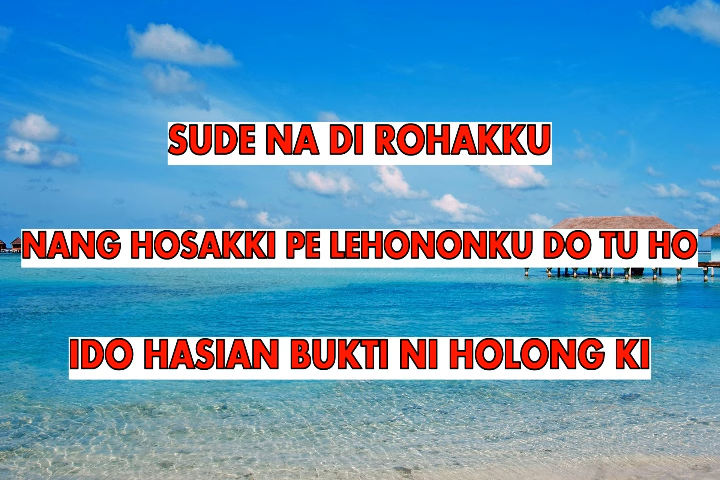 SUDE NA DI ROHAKKU
NANG HOSAKKI PE LEHONONKU DO TU HO
IDO HASIAN BUKTI NI HOLONG KI